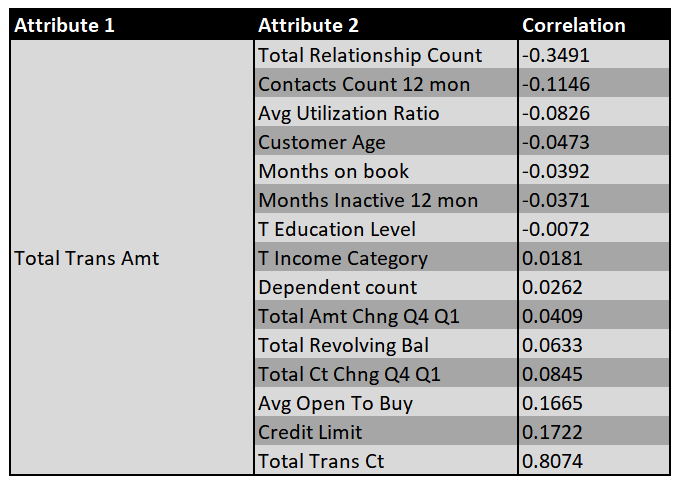 Attribute 1 Attribute 2 Correlation
Total Relationship Count -0.3491
Contacts Count 12 mon -0.1146
Avg Utilization Ratio -0.0826
Customer Age -0.0473
Months on book -0.0392
Months Inactive 12 mon -0.0371
T Education Level -0.0072
Total Trans Amt T Income Category 0.0181
Dependent count 0.0262
Total Amt Chng Q4 Q1 0.0409
Total Revolving Bal 0.0633
Total Ct Chng Q4 Q1 0.0845
Avg Open To Buy 0.1665
Credit Limit 0.1722
Total Trans Ct 0.8074